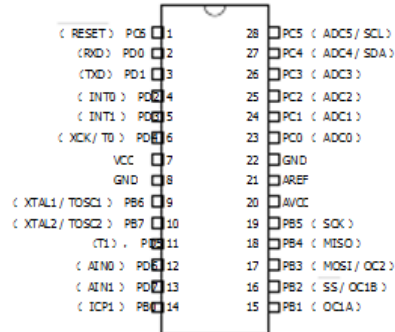 ( RESET ) PC6 1 28 PC5 ( ADC5/ SCL)
(RXD) PD0 2 27 PC4 ( ADC4/ SDA)
(TXD) PD1 3 26 PC3 ( ADC3)
( INT0 ) PD2 4 25 PC2 ( ADC2)
( INT1 ) PD3 5 24 PC1 ( ADC1)
( XCK/ T0 ) PD4 6 23 PC0 ( ADC0)
VCC 7 22 GND
GND 8 21 AREF
( XTAL1/ TOSC1 ) PB6 9 20 AVCC
( XTAL2/ TOSC2 ) PB7 10 19 PB5 ( SCK)
(T1) . PD5 11 18 PB4 ( MISO)
( AIN0 ) PD6 12 17 PB3 ( MOSI/ OC2)
( AIN1 ) PD7 13 16 PB2 ( SS/ OC1B)
( ICP1 ) PB0 14 15 PB1 ( OC1A)